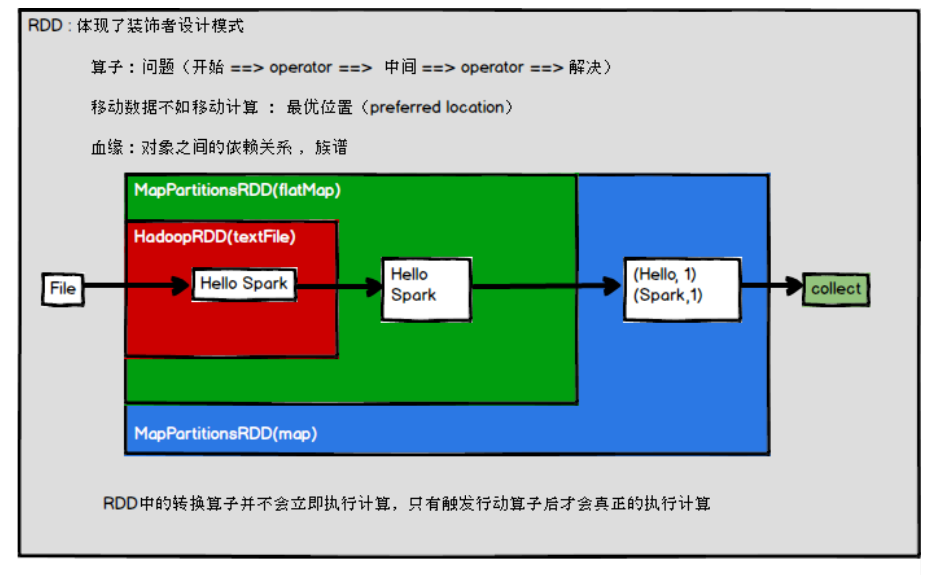 RDD : 体现了装饰者设计模式
算子 : 问题（开始 ==> operator ==> 中间 ==> operator ==> 解决）
移动数据不如移动计算 ： 最优位置（preferred location）
血缘 : 对象之间的依赖关系 ，族谱
MapPartitionsRDD(flatMap)
HadoopRDD(textFile)
File
Hello Spark
Hello
Spark
(Hello, 1)
(Spark,1)
collect
MapPartitionsRDD(map)
RDD中的转换算子并不会立即执行计算，只有触发行动算子后才会真正的执行计算